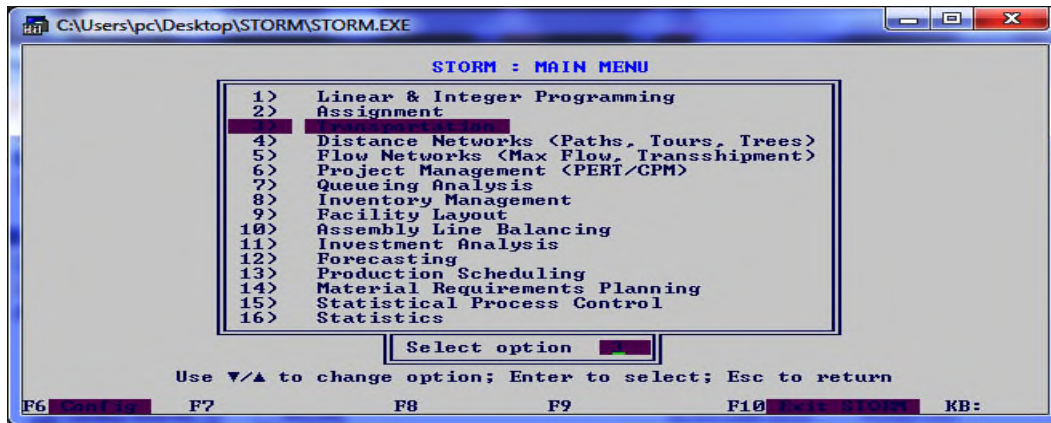 C:\Users\pc\Desktop\STORM\STORM.EXE
STORM : MAIN MENU
1) Linear & Integer Programming
2) Assignment
3) Transportation
4) Distance Networks (Paths, Tours, Trees)
5) Flow Networks (Max Flow, Transshipment)
6) Project Management (PERT/CPM)
7) Queueing Analysis
8) Inventory Management
9) Facility Layout
10) Assembly Line Balancing
11) Investment Analysis
12) Forecasting
13) Production Scheduling
14) Material Requirements Planning
15) Statistical Process Control
16) Statistics
Select option 3
Use ▼/▲ to change option; Enter to select; Esc to return
F6 Config F7 F8 F9 F10 Exit STORM KB: